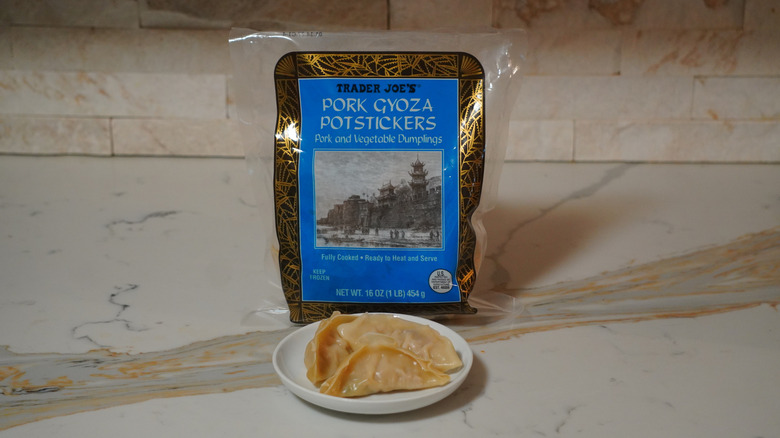 TRADER JOE'S
PORK GYOZA
POTSTICKERS
Pork and Vegetable Dumplings
Fully Cooked • Ready to Heat and Serve
KEEP
FROZEN
U.S.
NET WT. 16 OZ (1 LB) 454 g